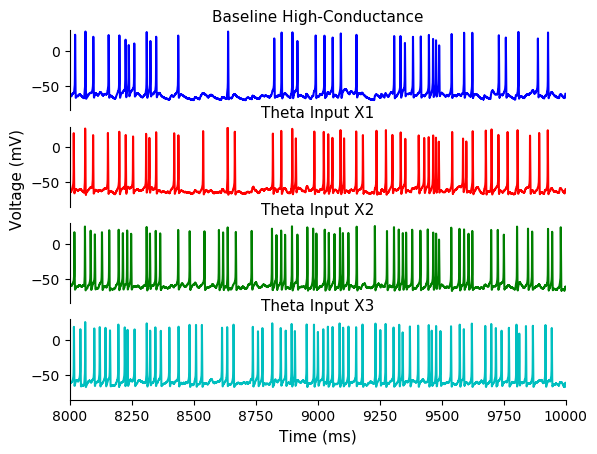 Baseline High-Conductance
0
−50
Theta Input X1
0
−50
Theta Input X2
0
−50
Theta Input X3
0
−50
Voltage (mV)
8000 8250 8500 8750 9000 9250 9500 9750 10000
Time (ms)